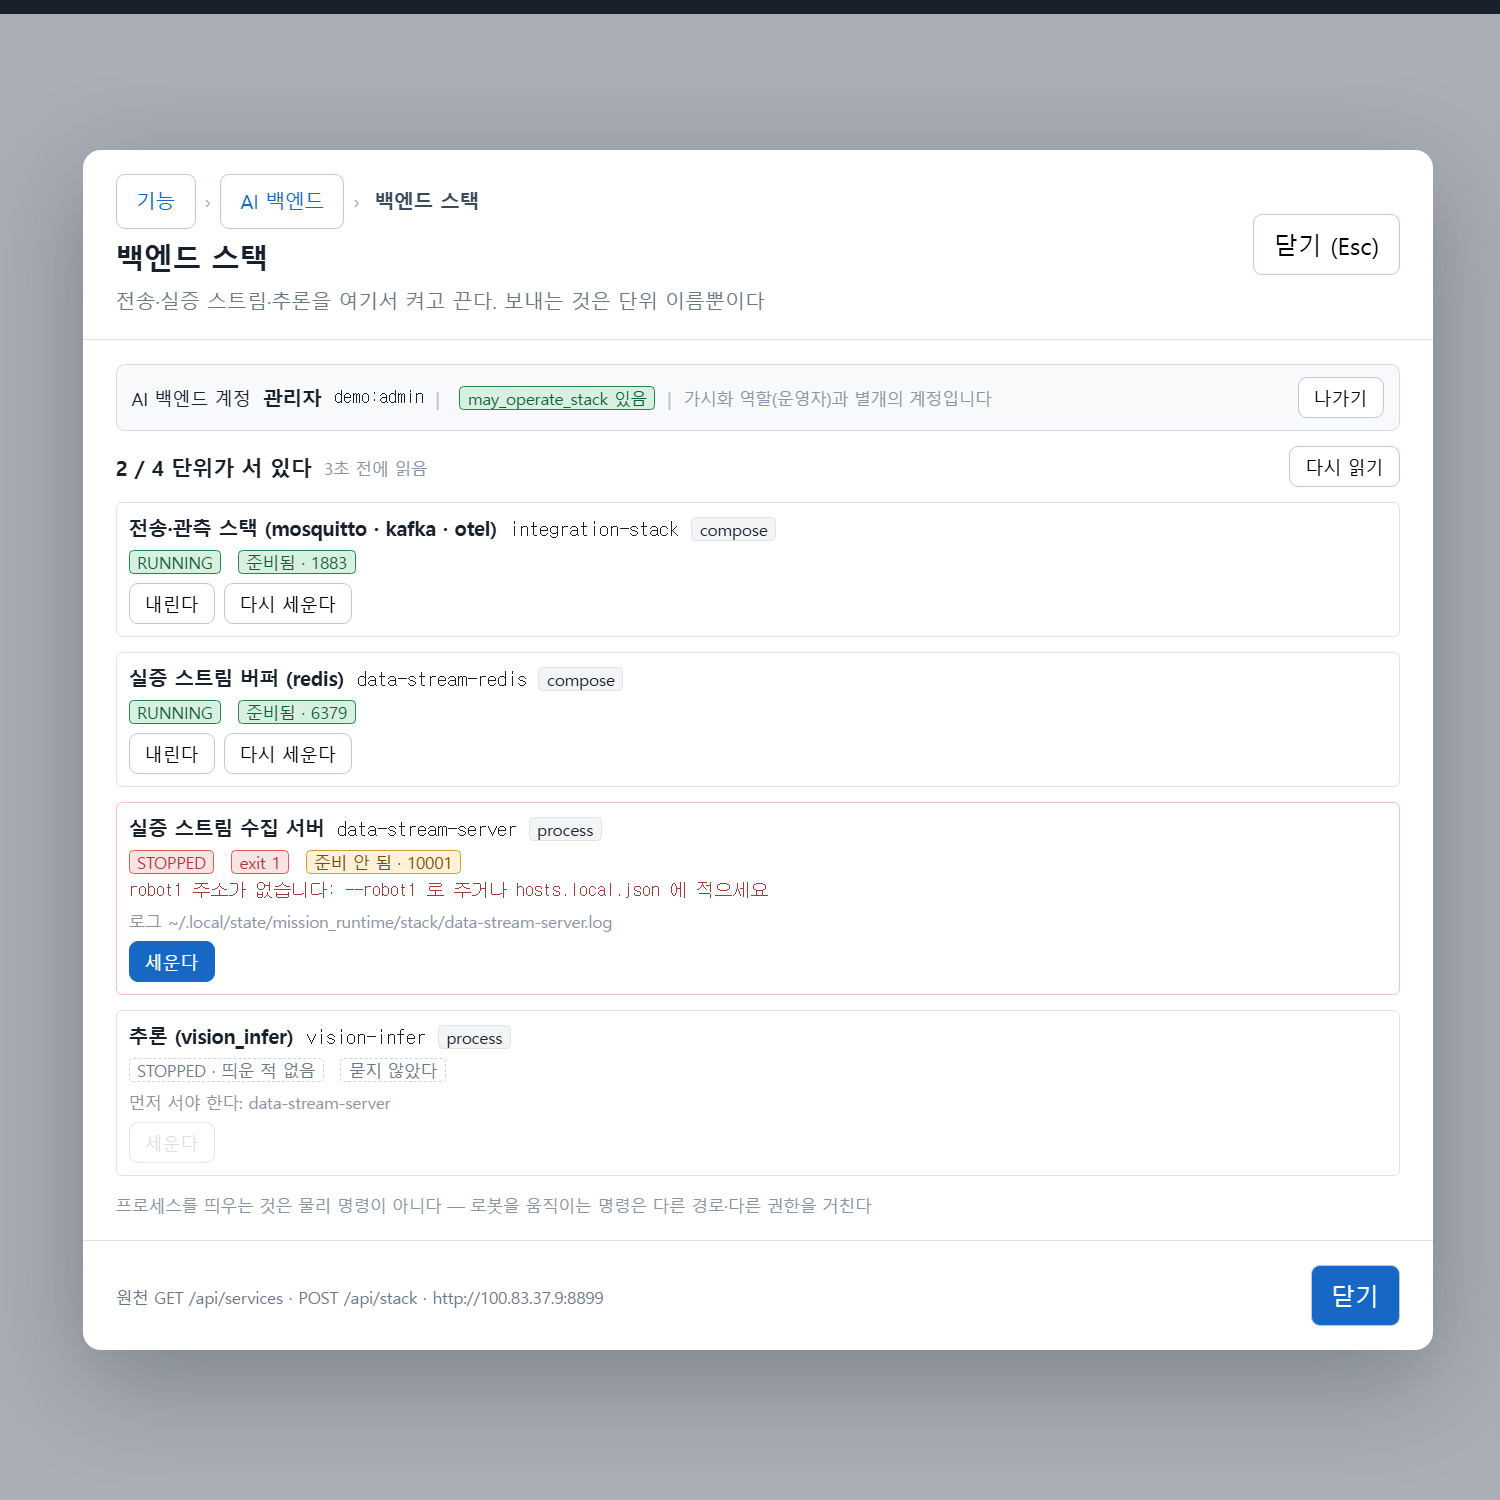 기능 › AI 백엔드 › 백엔드 스택
백엔드 스택
닫기 (Esc)
전송·실증 스트림·추론을 여기서 켜고 끈다. 보내는 것은 단위 이름뿐이다
AI 백엔드 계정 관리자 demo:admin | may_operate_stack 있음 | 가시화 역할(운영자)과 별개의 계정입니다 나가기
2 / 4 단위가 서 있다 3초 전에 읽음 다시 읽기
전송·관측 스택 (mosquitto · kafka · otel) integration-stack compose
RUNNING 준비됨 · 1883
내린다 다시 세운다
실증 스트림 버퍼 (redis) data-stream-redis compose
RUNNING 준비됨 · 6379
내린다 다시 세운다
실증 스트림 수집 서버 data-stream-server process
STOPPED exit 1 준비 안 됨 · 10001
robot1 주소가 없습니다: --robot1 로 주거나 hosts.local.json 에 적으세요
로그 ~/.local/state/mission_runtime/stack/data-stream-server.log
세운다
추론 (vision_infer) vision-infer process
STOPPED · 띄운 적 없음 묻지 않았다
먼저 서야 한다: data-stream-server
세운다
프로세스를 띄우는 것은 물리 명령이 아니다 — 로봇을 움직이는 명령은 다른 경로·다른 권한을 거친다
원천 GET /api/services · POST /api/stack · http://100.83.37.9:8899
닫기